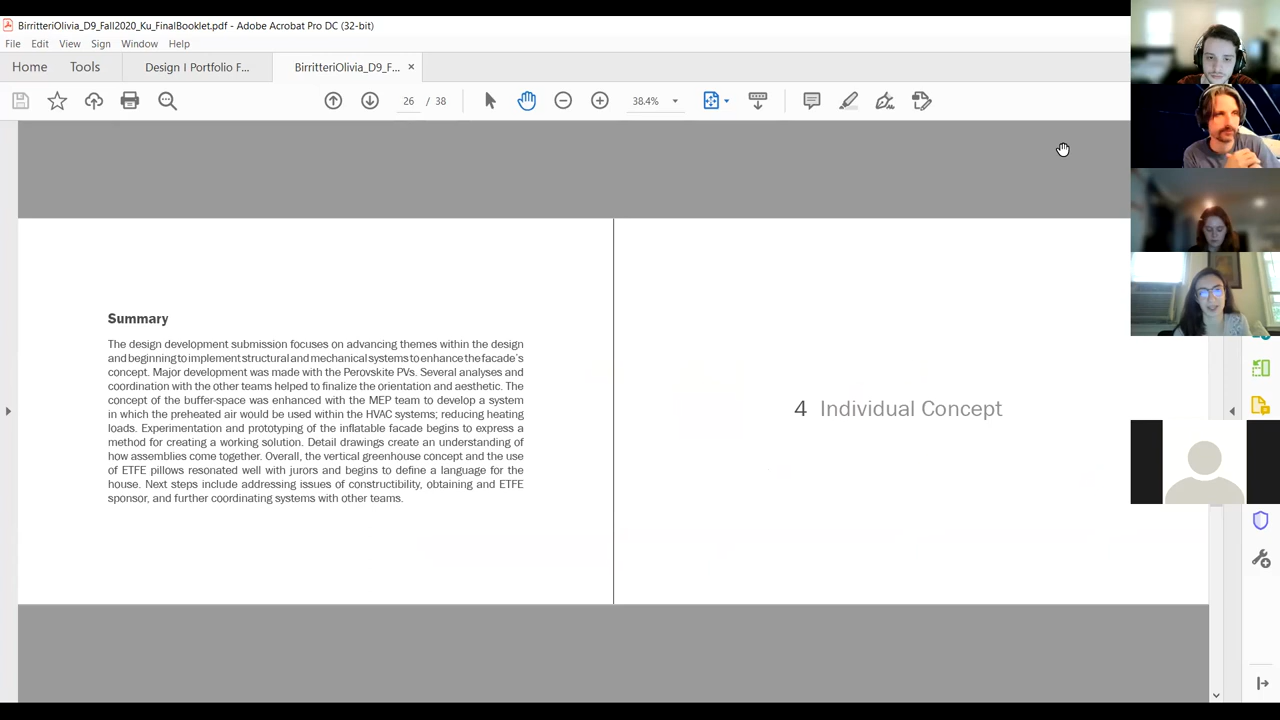 BirritteriOlivia_D9_Fall2020_Ku_FinalBooklet.pdf - Adobe Acrobat Pro DC (32-bit)
File Edit View Sign Window Help
Home Tools Design I Portfolio F... BirritteriOlivia_D9_F... ×
26 / 38 38.4%
Summary
The design development submission focuses on advancing themes within the design
and beginning to implement structural and mechanical systems to enhance the facade's
concept. Major development was made with the Perovskite PVs. Several analyses and
coordination with the other teams helped to finalize the orientation and aesthetic. The
concept of the buffer-space was enhanced with the MEP team to develop a system
in which the preheated air would be used within the HVAC systems; reducing heating
loads. Experimentation and prototyping of the inflatable facade begins to express a
method for creating a working solution. Detail drawings create an understanding of
how assemblies come together. Overall, the vertical greenhouse concept and the use
of ETFE pillows resonated well with jurors and begins to define a language for the
house. Next steps include addressing issues of constructibility, obtaining and ETFE
sponsor, and further coordinating systems with other teams.
4 Individual Concept